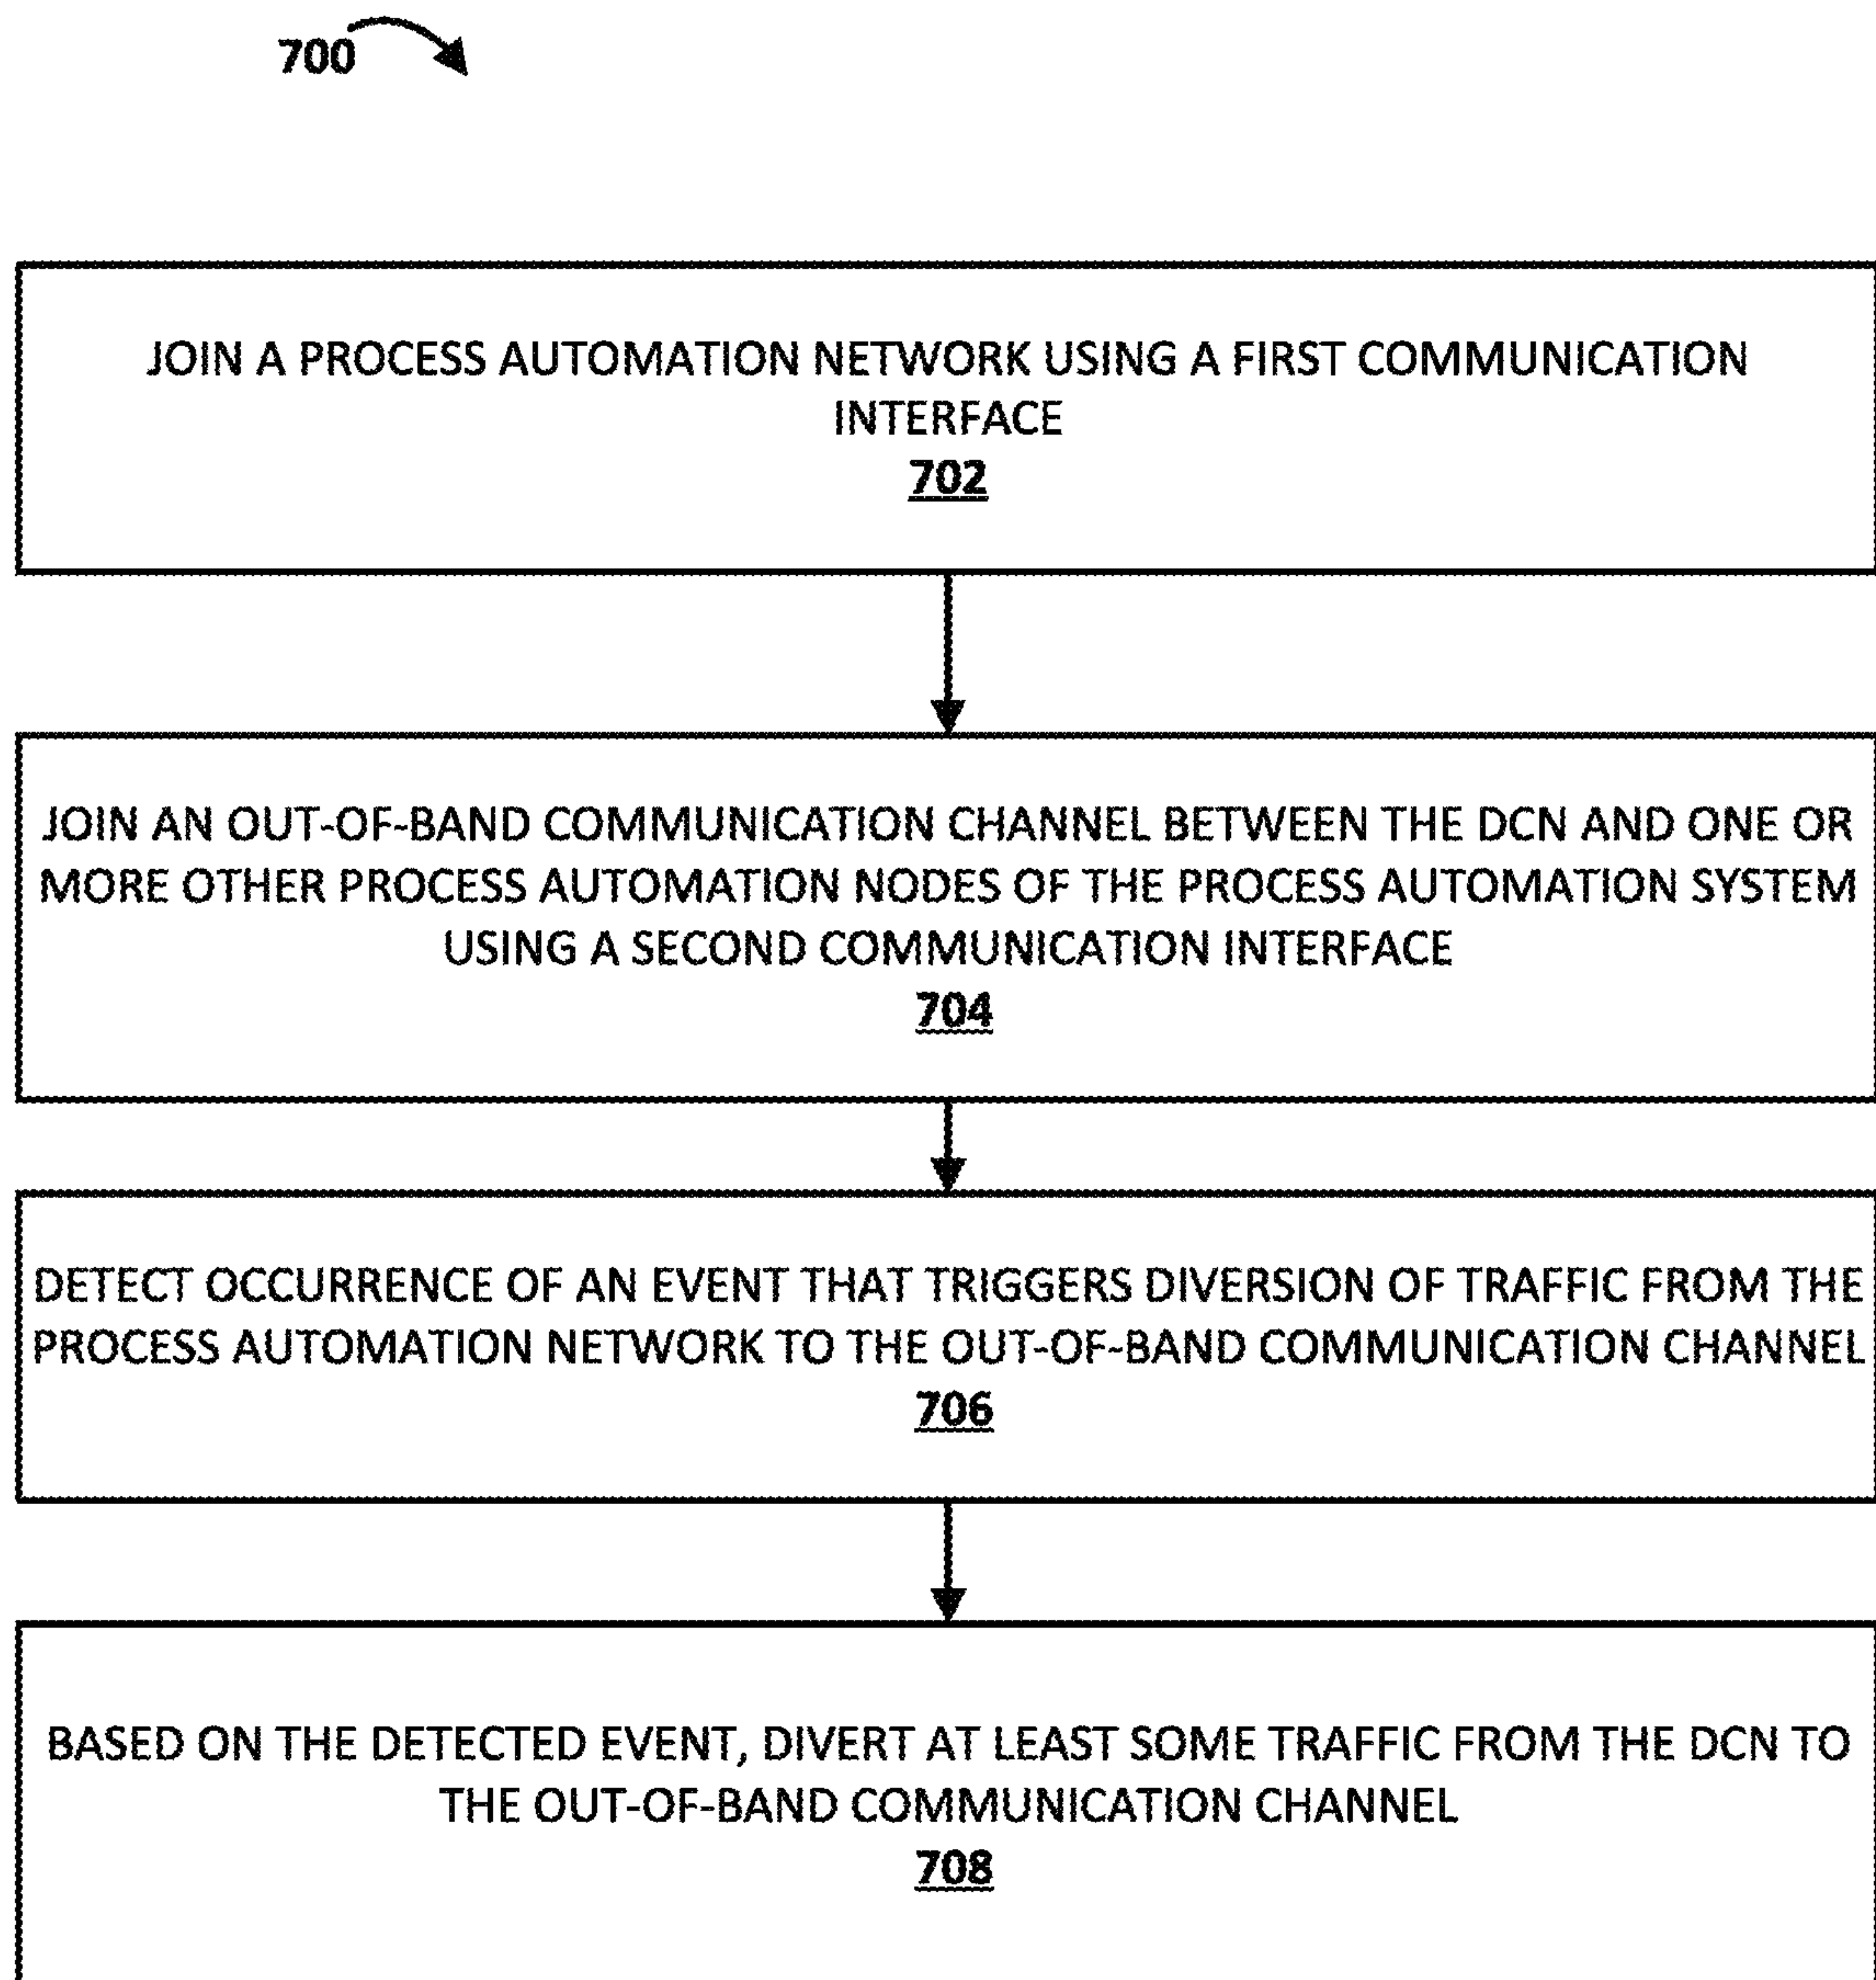 700
JOIN A PROCESS AUTOMATION NETWORK USING A FIRST COMMUNICATION
INTERFACE
702
JOIN AN OUT-OF-BAND COMMUNICATION CHANNEL BETWEEN THE DCN AND ONE OR
MORE OTHER PROCESS AUTOMATION NODES OF THE PROCESS AUTOMATION SYSTEM
USING A SECOND COMMUNICATION INTERFACE
704
DETECT OCCURRENCE OF AN EVENT THAT TRIGGERS DIVERSION OF TRAFFIC FROM THE
PROCESS AUTOMATION NETWORK TO THE OUT-OF-BAND COMMUNICATION CHANNEL
706
BASED ON THE DETECTED EVENT, DIVERT AT LEAST SOME TRAFFIC FROM THE DCN TO
THE OUT-OF-BAND COMMUNICATION CHANNEL
708